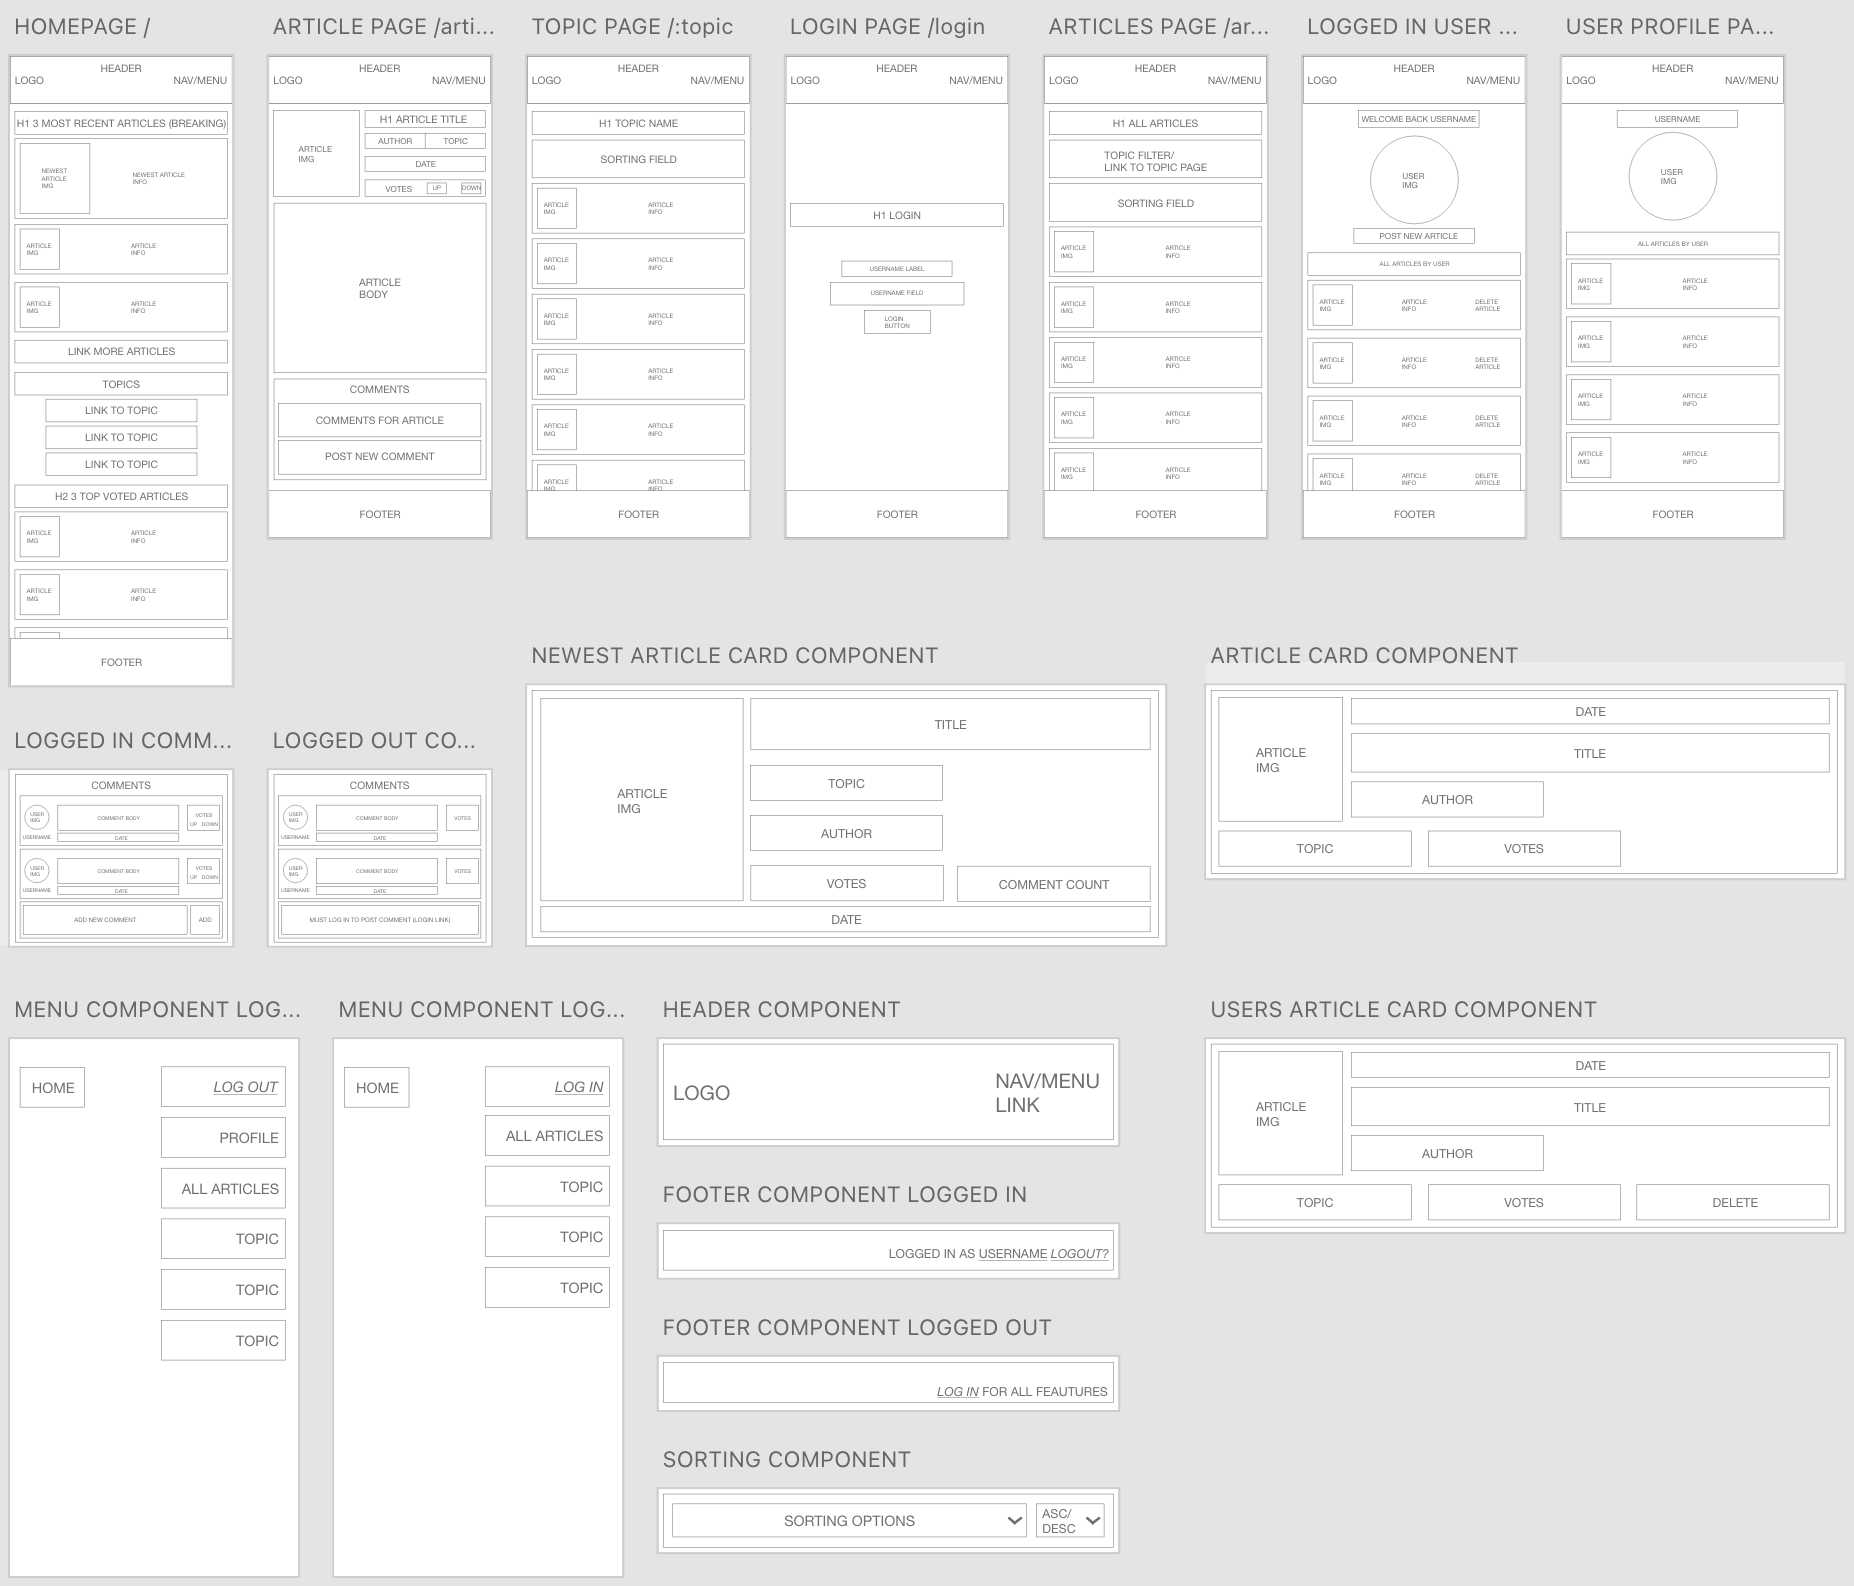 HOMEPAGE /
HEADER
LOGO
NAV/MENU
H1 3 MOST RECENT ARTICLES (BREAKING)
NEWEST
ARTICLE
IMG
NEWEST ARTICLE
INFO
ARTICLE
IMG
ARTICLE
INFO
ARTICLE
IMG
ARTICLE
INFO
LINK MORE ARTICLES
TOPICS
LINK TO TOPIC
LINK TO TOPIC
LINK TO TOPIC
H2 3 TOP VOTED ARTICLES
ARTICLE
IMG
ARTICLE
INFO
ARTICLE
IMG
ARTICLE
INFO
FOOTER
ARTICLE PAGE /arti...
HEADER
LOGO
NAV/MENU
ARTICLE
IMG
H1 ARTICLE TITLE
AUTHOR
TOPIC
DATE
VOTES
UP
DOWN
ARTICLE
BODY
COMMENTS
COMMENTS FOR ARTICLE
POST NEW COMMENT
FOOTER
TOPIC PAGE /:topic
HEADER
LOGO
NAV/MENU
H1 TOPIC NAME
SORTING FIELD
ARTICLE
IMG
ARTICLE
INFO
ARTICLE
IMG
ARTICLE
INFO
ARTICLE
IMG
ARTICLE
INFO
ARTICLE
IMG
ARTICLE
INFO
ARTICLE
IMG
ARTICLE
INFO
ARTICLE
IMG
ARTICLE
INFO
FOOTER
LOGIN PAGE /login
HEADER
LOGO
NAV/MENU
H1 LOGIN
USERNAME LABEL
USERNAME FIELD
LOGIN
BUTTON
FOOTER
ARTICLES PAGE /ar...
HEADER
LOGO
NAV/MENU
H1 ALL ARTICLES
TOPIC FILTER/
LINK TO TOPIC PAGE
SORTING FIELD
ARTICLE
IMG
ARTICLE
INFO
ARTICLE
IMG
ARTICLE
INFO
ARTICLE
IMG
ARTICLE
INFO
ARTICLE
IMG
ARTICLE
INFO
ARTICLE
IMG
ARTICLE
INFO
FOOTER
LOGGED IN USER ...
HEADER
LOGO
NAV/MENU
WELCOME BACK USERNAME
USER
IMG
POST NEW ARTICLE
ALL ARTICLES BY USER
ARTICLE
IMG
ARTICLE
INFO
DELETE
ARTICLE
ARTICLE
IMG
ARTICLE
INFO
DELETE
ARTICLE
ARTICLE
IMG
ARTICLE
INFO
DELETE
ARTICLE
ARTICLE
IMG
ARTICLE
INFO
DELETE
ARTICLE
FOOTER
USER PROFILE PA...
HEADER
LOGO
NAV/MENU
USERNAME
USER
IMG
ALL ARTICLES BY USER
ARTICLE
IMG
ARTICLE
INFO
ARTICLE
IMG
ARTICLE
INFO
ARTICLE
IMG
ARTICLE
INFO
ARTICLE
IMG
ARTICLE
INFO
FOOTER
LOGGED IN COMM...
COMMENTS
USER
IMG
USERNAME
COMMENT BODY
DATE
VOTES
UP DOWN
USER
IMG
USERNAME
COMMENT BODY
DATE
VOTES
UP DOWN
ADD NEW COMMENT
ADD
LOGGED OUT CO...
COMMENTS
USER
IMG
USERNAME
COMMENT BODY
DATE
VOTES
USER
IMG
USERNAME
COMMENT BODY
DATE
VOTES
MUST LOG IN TO POST COMMENT (LOGIN LINK)
NEWEST ARTICLE CARD COMPONENT
ARTICLE
IMG
TITLE
TOPIC
AUTHOR
VOTES
COMMENT COUNT
DATE
ARTICLE CARD COMPONENT
ARTICLE
IMG
DATE
TITLE
AUTHOR
TOPIC
VOTES
MENU COMPONENT LOG...
HOME
LOG OUT
PROFILE
ALL ARTICLES
TOPIC
TOPIC
TOPIC
MENU COMPONENT LOG...
HOME
LOG IN
ALL ARTICLES
TOPIC
TOPIC
TOPIC
HEADER COMPONENT
LOGO
NAV/MENU
LINK
FOOTER COMPONENT LOGGED IN
LOGGED IN AS USERNAME LOGOUT?
FOOTER COMPONENT LOGGED OUT
LOG IN FOR ALL FEAUTURES
SORTING COMPONENT
SORTING OPTIONS
ASC/
DESC
USERS ARTICLE CARD COMPONENT
ARTICLE
IMG
DATE
TITLE
AUTHOR
TOPIC
VOTES
DELETE